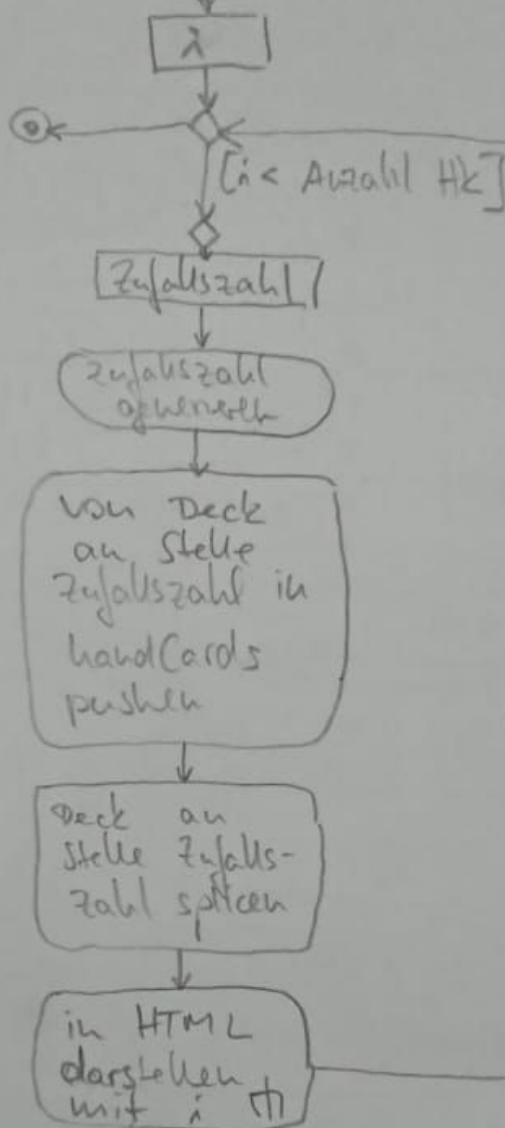 i
[i < Anzahl Hk]
Zufallszahl
Zufallszahl
generieren
von Deck
an Stelle
Zufallszahl in
handCards
pushen
Deck an
Stelle Zufalls-
zahl splicen
in HTML
darstellen
mit i